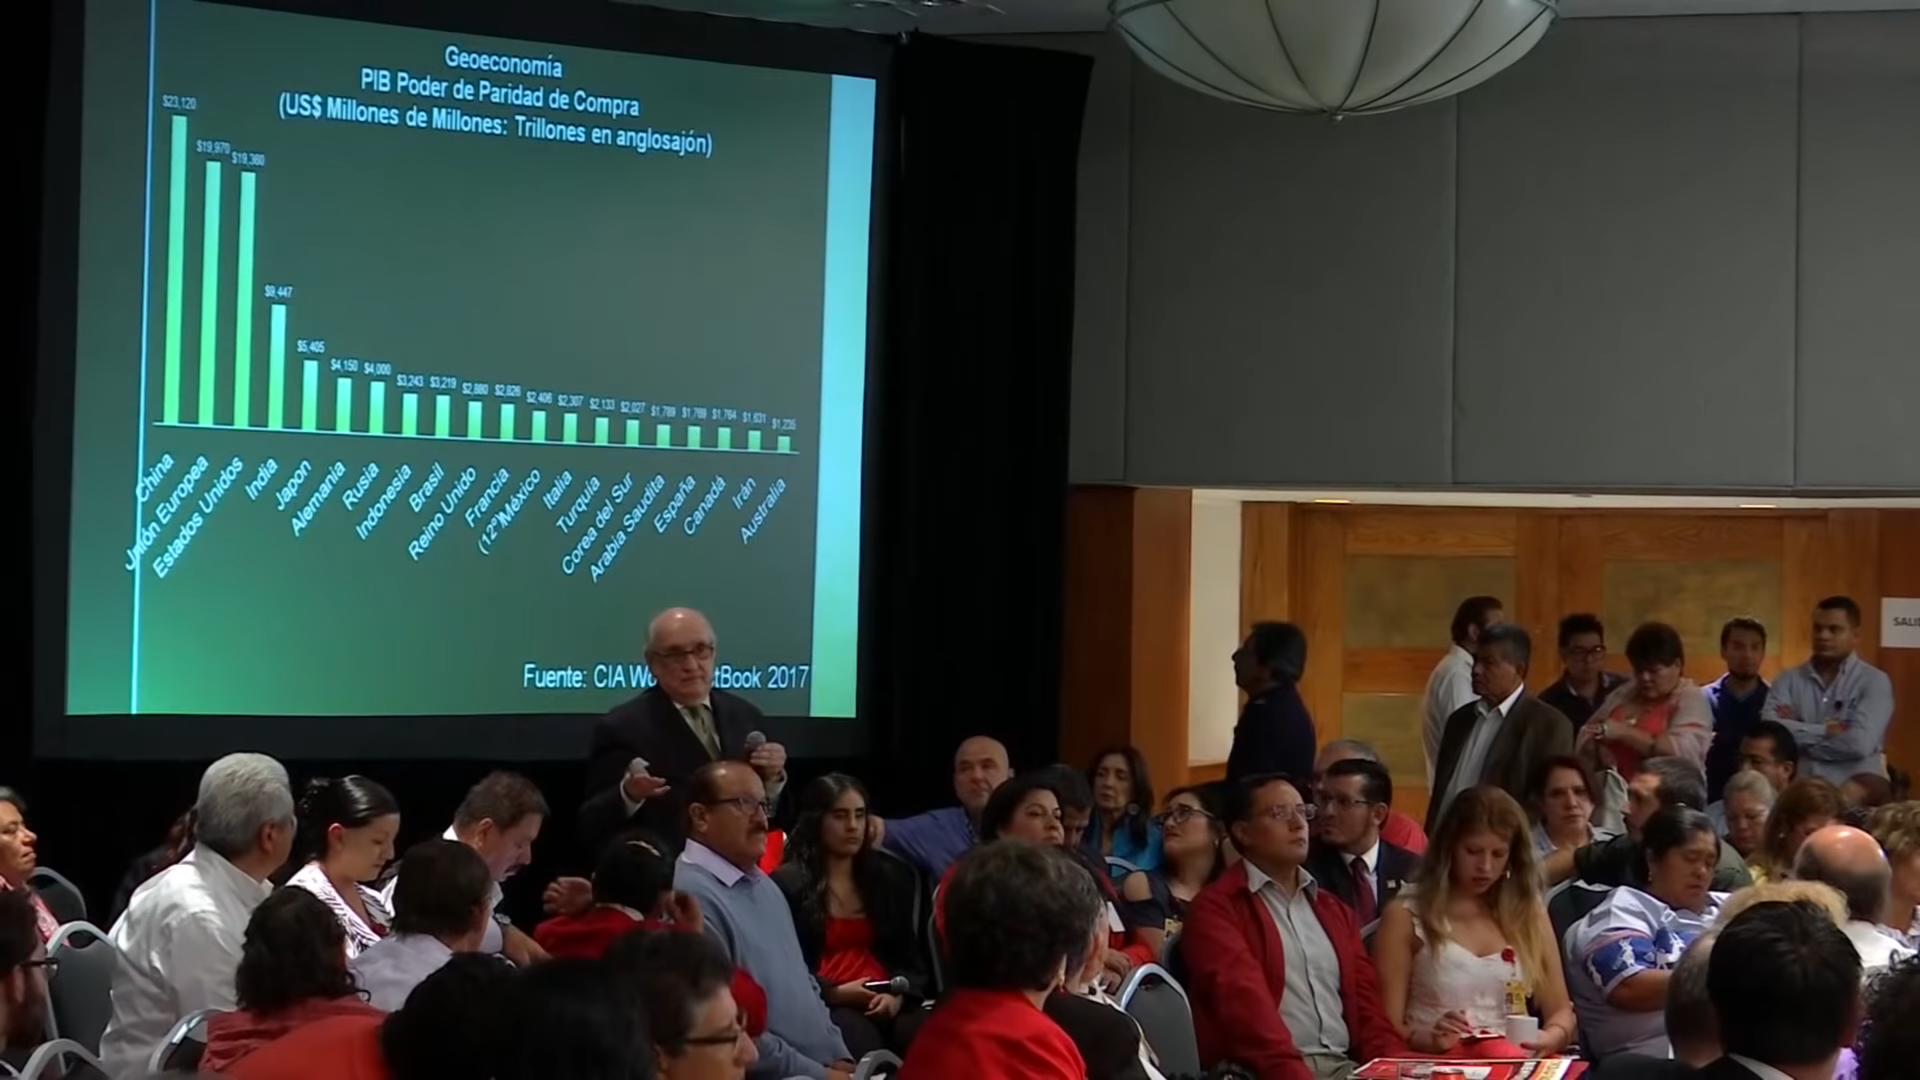 Geoeconomía
PIB Poder de Paridad de Compra
(US$ Millones de Millones: Trillones en anglosajón)
$23,120
$19,970
$19,360
$9,447
$5,405
$4,150
$4,000
$3,243
$3,219
$2,880
$2,826
$2,406
$2,307
$2,133
$2,027
$1,789
$1,769
$1,764
$1,631
$1,235
China
Unión Europea
Estados Unidos
India
Japon
Alemania
Rusia
Indonesia
Brasil
Reino Unido
Francia
(12°)México
Italia
Turquía
Corea del Sur
Arabia Saudita
España
Canadá
Irán
Australia
Fuente: CIA Wo tBook 2017
SALI